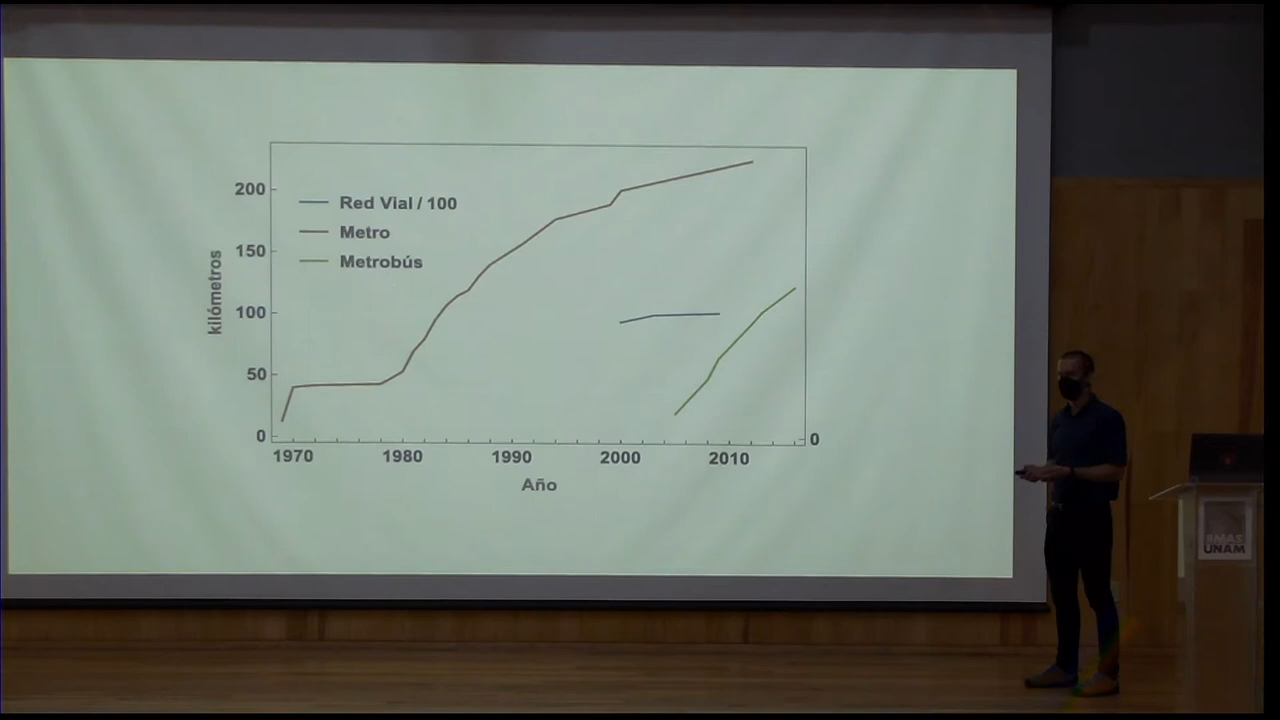 200
150
100
50
0
kilómetros
Red Vial / 100
Metro
Metrobús
0
1970 1980 1990 2000 2010
Año
IIMAS
UNAM